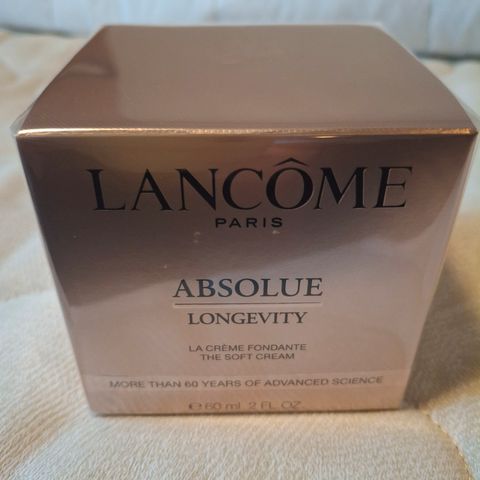 LANCÔME
PARIS
ABSOLUE
LONGEVITY
LA CRÈME FONDANTE
THE SOFT CREAM
MORE THAN 60 YEARS OF ADVANCED SCIENCE
℮ 60 ml 2 FL OZ